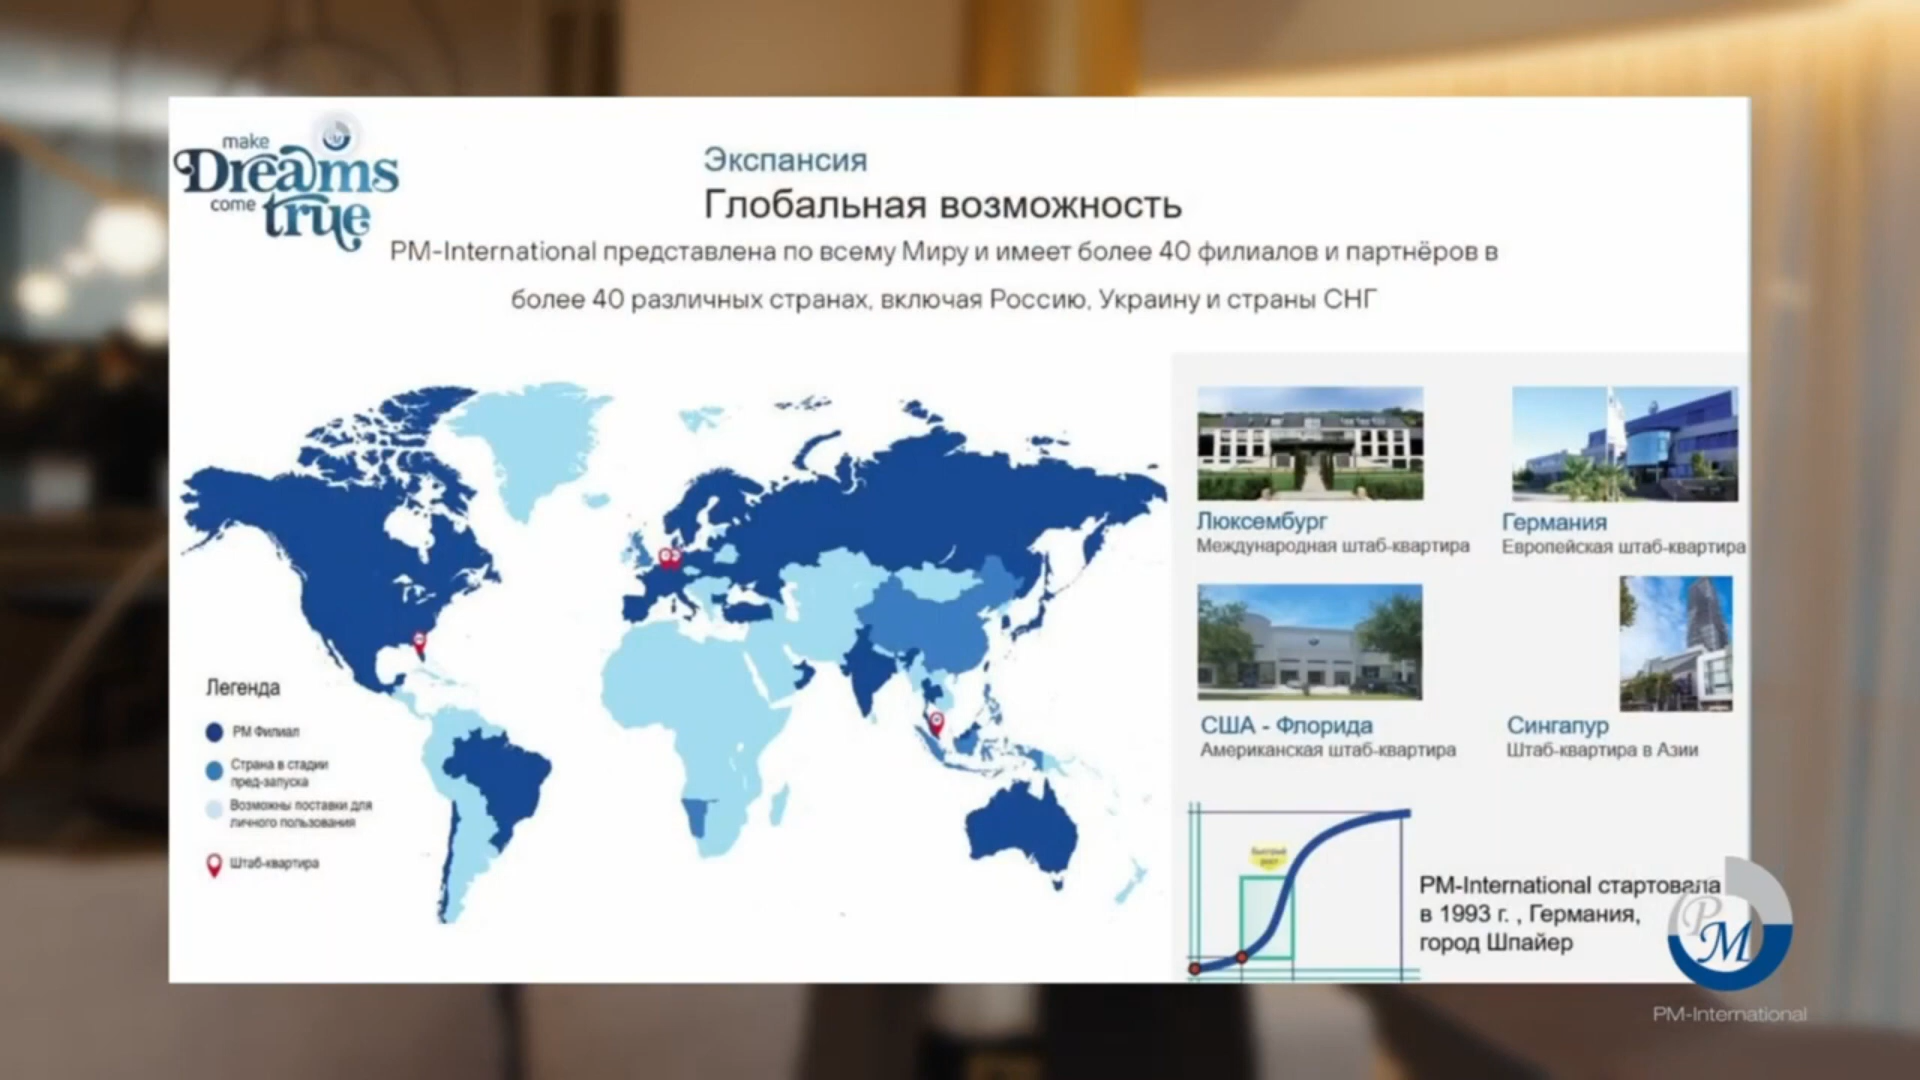 make
Dreams
come
true
Экспансия
Глобальная возможность
PM-International представлена по всему Миру и имеет более 40 филиалов и партнёров в
более 40 различных странах, включая Россию, Украину и страны СНГ
Легенда
PM Филиал
Страна в стадии
пред-запуска
Возможны поставки для
личного пользования
Штаб-квартира
Люксембург
Международная штаб-квартира
Германия
Европейская штаб-квартира
США - Флорида
Американская штаб-квартира
Сингапур
Штаб-квартира в Азии
быстрый
рост
PM-International стартовала
в 1993 г. , Германия,
город Шпайер
PM
PM-International